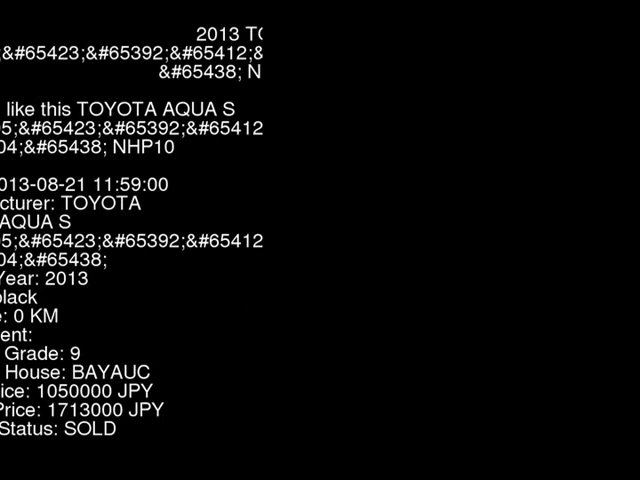 2013 TO
;&#65423;&#65392;&#65412;&
&#65438; N
like this TOYOTA AQUA S
5;&#65423;&#65392;&#65412
04;&#65438; NHP10
013-08-21 11:59:00
cturer: TOYOTA
AQUA S
5;&#65423;&#65392;&#65412
04;&#65438;
Year: 2013
black
e: 0 KM
ent:
Grade: 9
House: BAYAUC
ice: 1050000 JPY
Price: 1713000 JPY
Status: SOLD